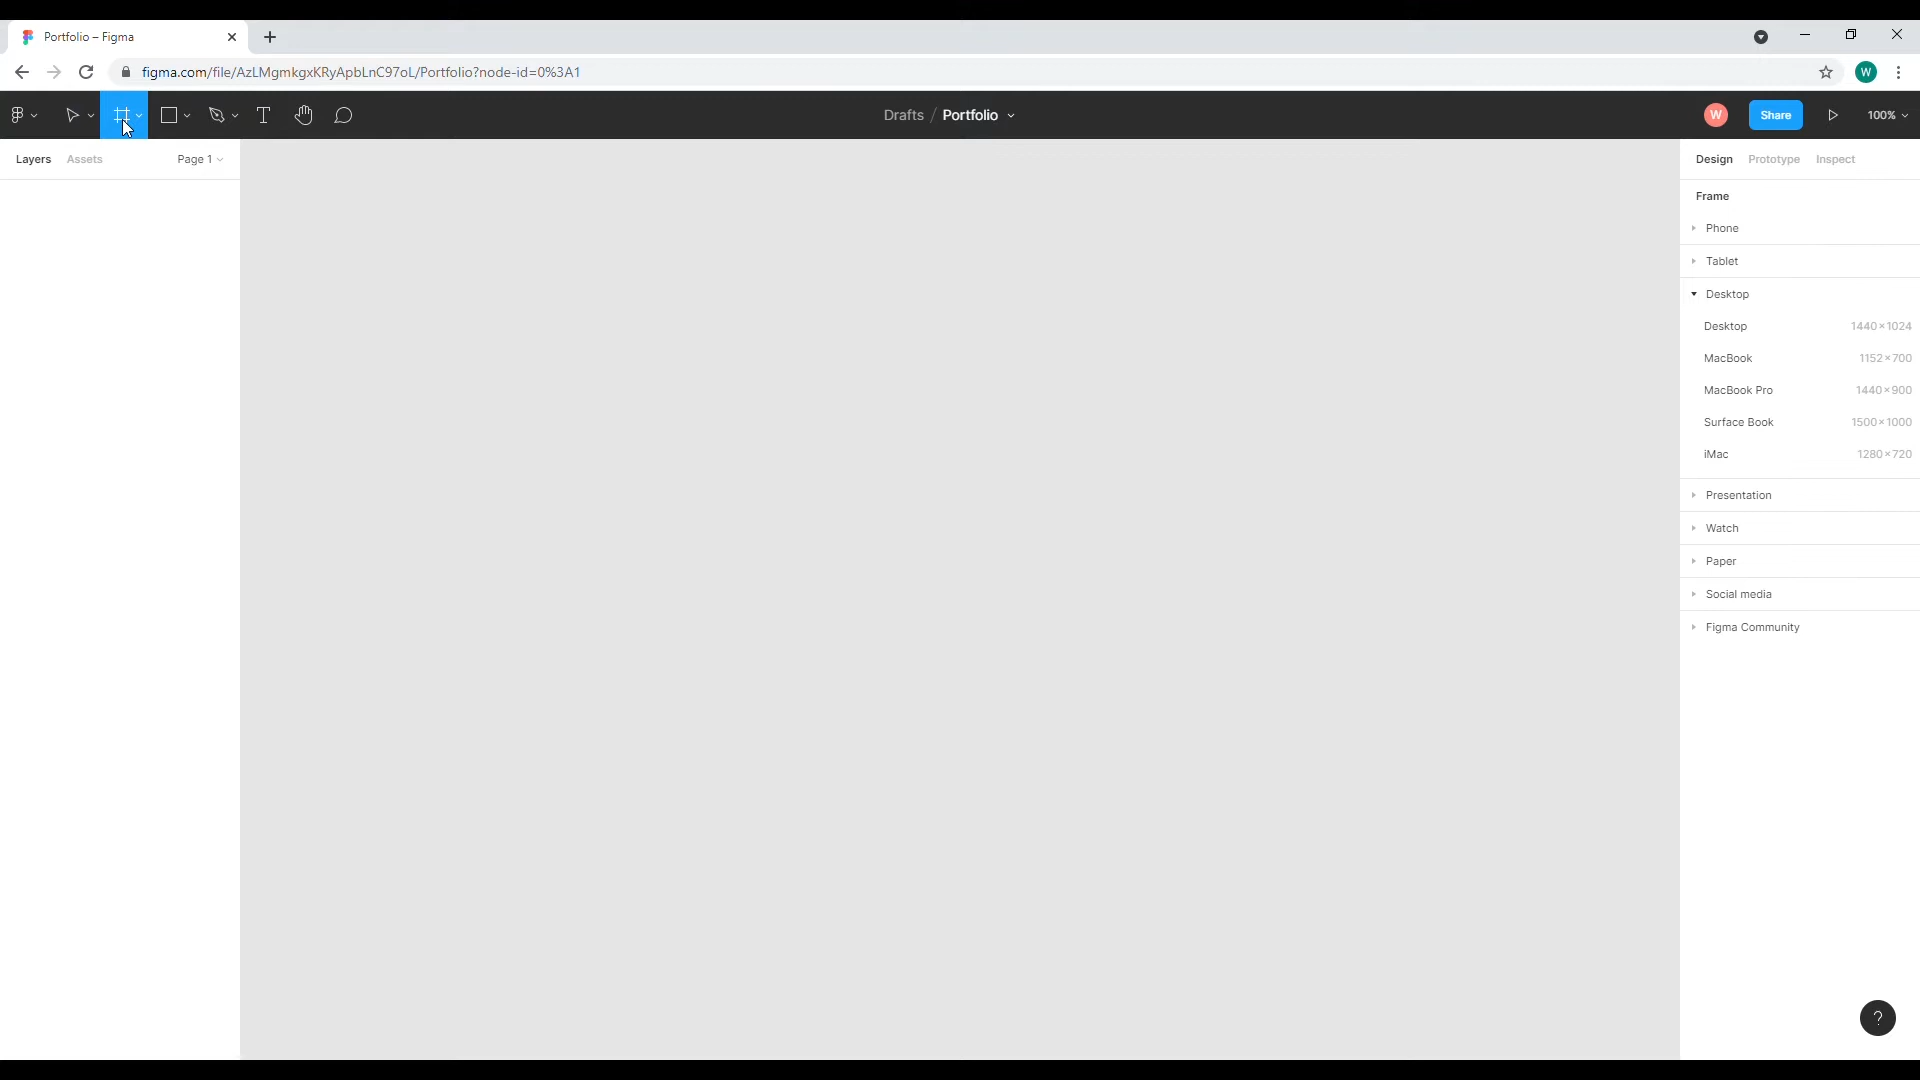 Portfolio – Figma
figma.com/file/AzLMgmkgxKRyApbLnC97oL/Portfolio?node-id=0%3A1
W
T
Drafts / Portfolio
W
Share
100%
Layers
Assets
Page 1
Design
Prototype
Inspect
Frame
Phone
Tablet
Desktop
Desktop 1440×1024
MacBook 1152×700
MacBook Pro 1440×900
Surface Book 1500×1000
iMac 1280×720
Presentation
Watch
Paper
Social media
Figma Community
?